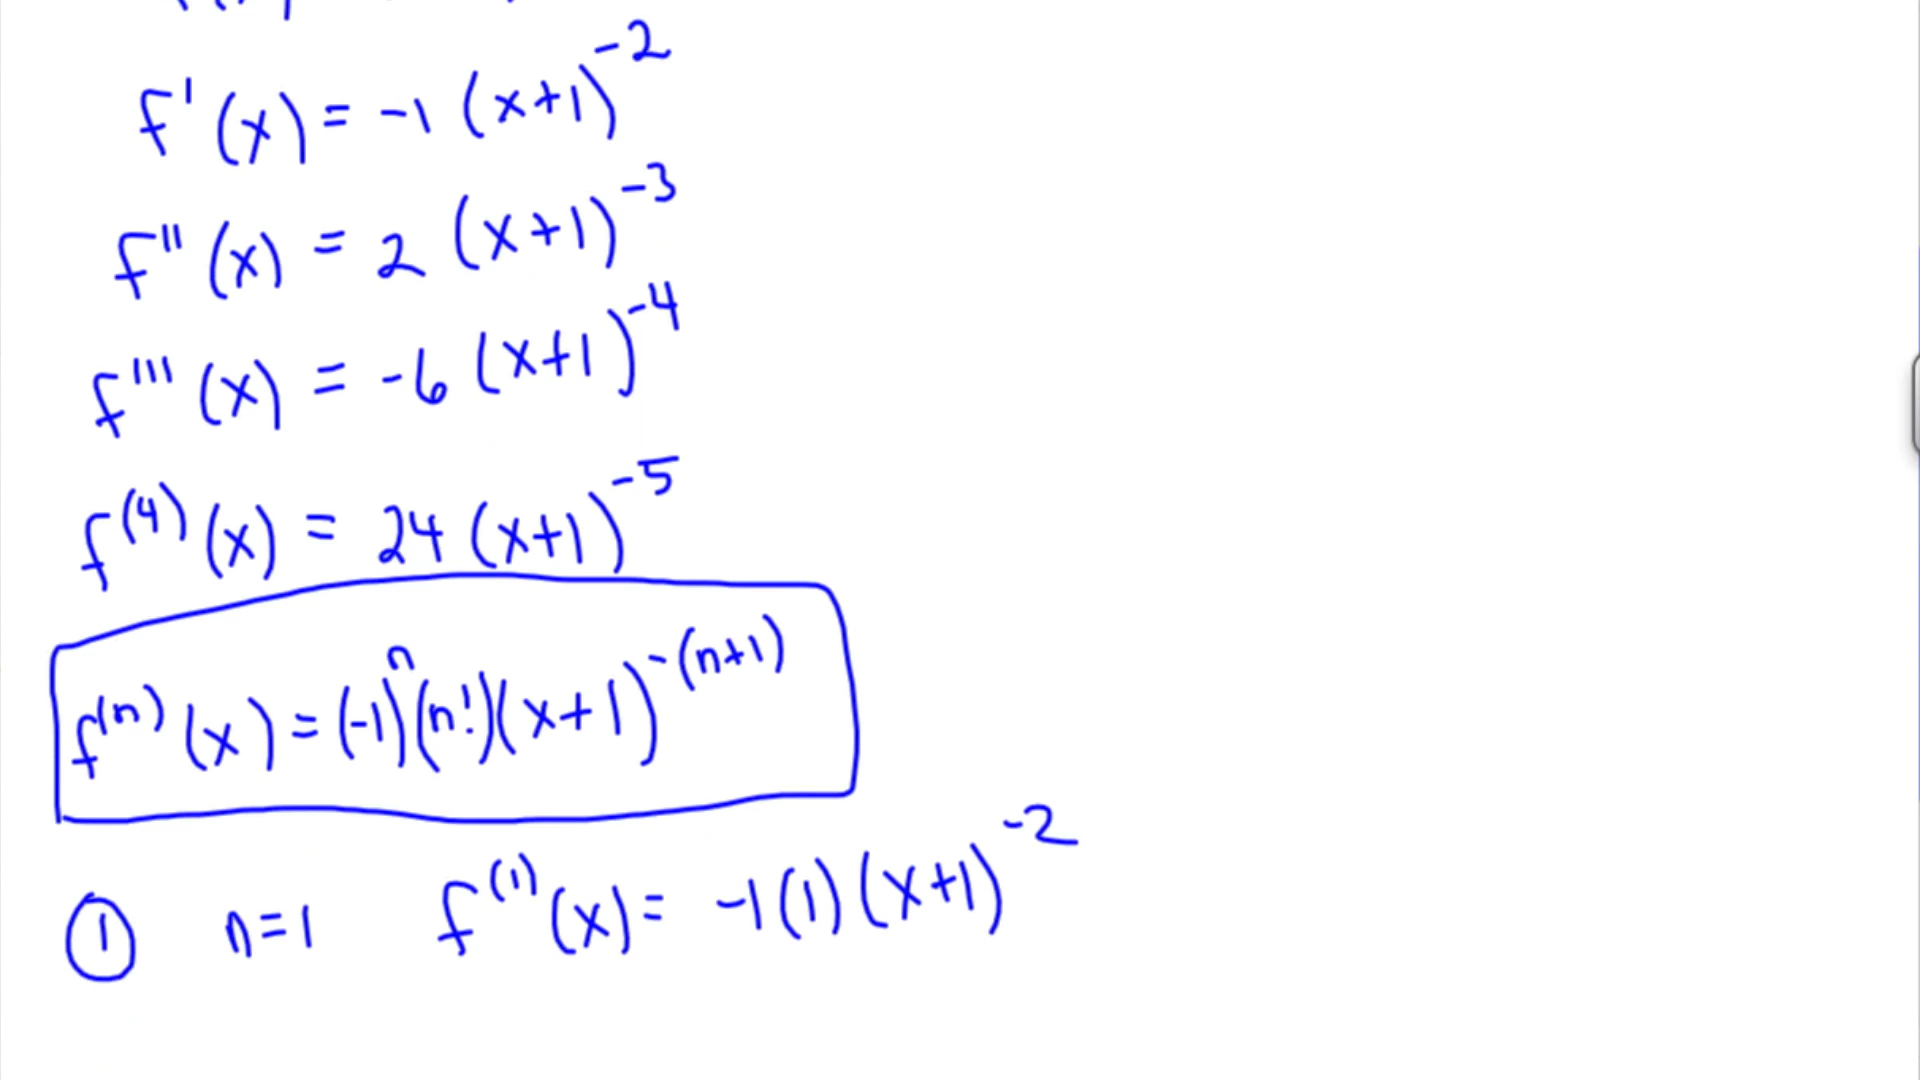 f'(x) = -1 (x+1)^-2
f''(x) = 2 (x+1)^-3
f'''(x) = -6 (x+1)^-4
f^(4) (x) = 24 (x+1)^-5
f^(n) (x) = (-1)^n (n!)(x+1)^-(n+1)
① n=1 f^(1) (x) = -1(1)(x+1)^-2